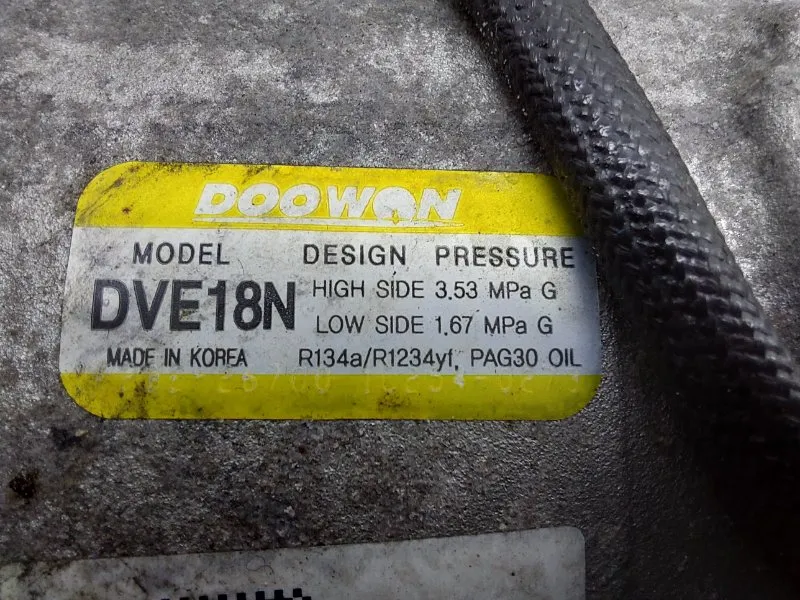 DOOWON
MODEL
DVE18N
MADE IN KOREA
DESIGN PRESSURE
HIGH SIDE 3.53 MPa G
LOW SIDE 1.67 MPa G
R134a/R1234yf, PAG30 OIL